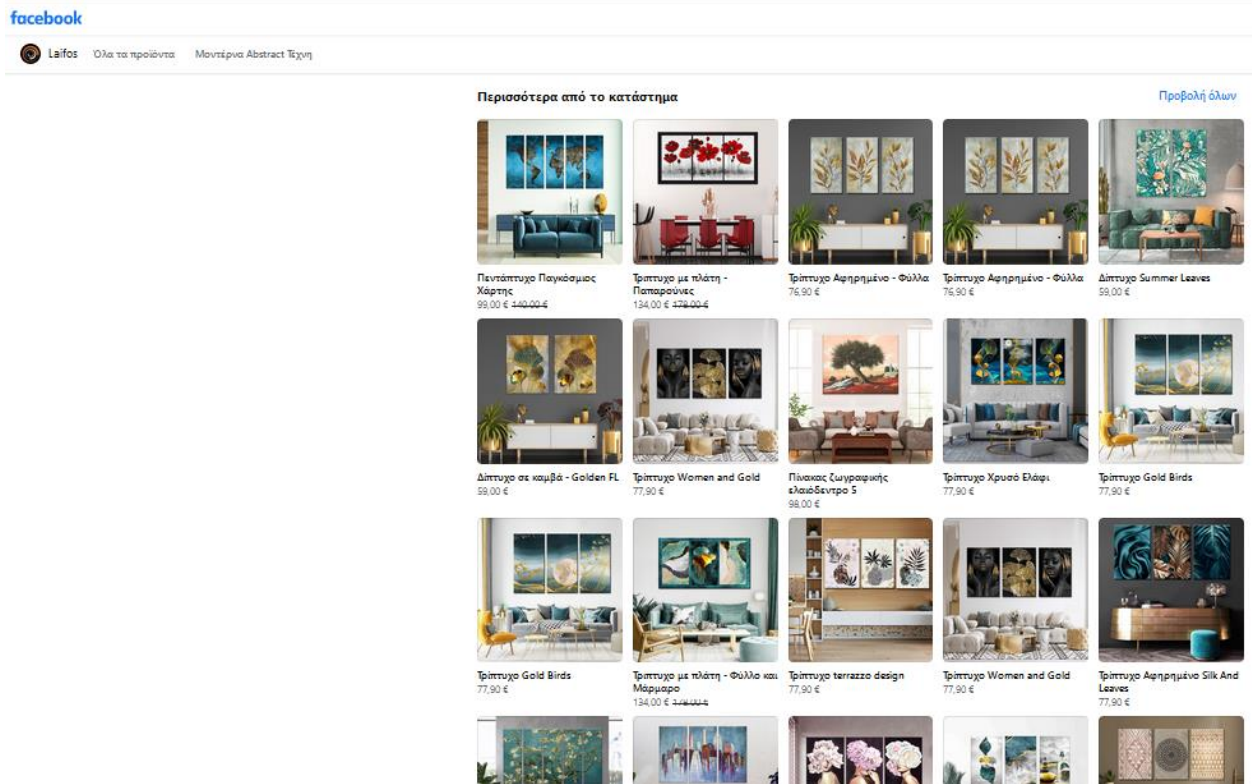 facebook
Laifos Όλα τα προϊόντα Μοντέρνα Abstract Τέχνη
Περισσότερα από το κατάστημα
Προβολή όλων
Πεντάπτυχο Παγκόσμιος
Χάρτης
99,00 € 140,00 €
Τρίπτυχο με πλάτη -
Παπαρούνες
134,00 € 178,00 €
Τρίπτυχο Αφηρημένο - Φύλλα
76,90 €
Τρίπτυχο Αφηρημένο - Φύλλα
76,90 €
Δίπτυχο Summer Leaves
59,00 €
Δίπτυχο σε καμβά - Golden FL
59,00 €
Τρίπτυχο Women and Gold
77,90 €
Πίνακας ζωγραφικής
ελαιόδεντρο 5
98,00 €
Τρίπτυχο Χρυσό Ελάφι
77,90 €
Τρίπτυχο Gold Birds
77,90 €
Τρίπτυχο Gold Birds
77,90 €
Τρίπτυχο με πλάτη - Φύλλο και
Μάρμαρο
134,00 € 178,00 €
Τρίπτυχο terrazzo design
77,90 €
Τρίπτυχο Women and Gold
77,90 €
Τρίπτυχο Αφηρημένο Silk And
Leaves
77,90 €